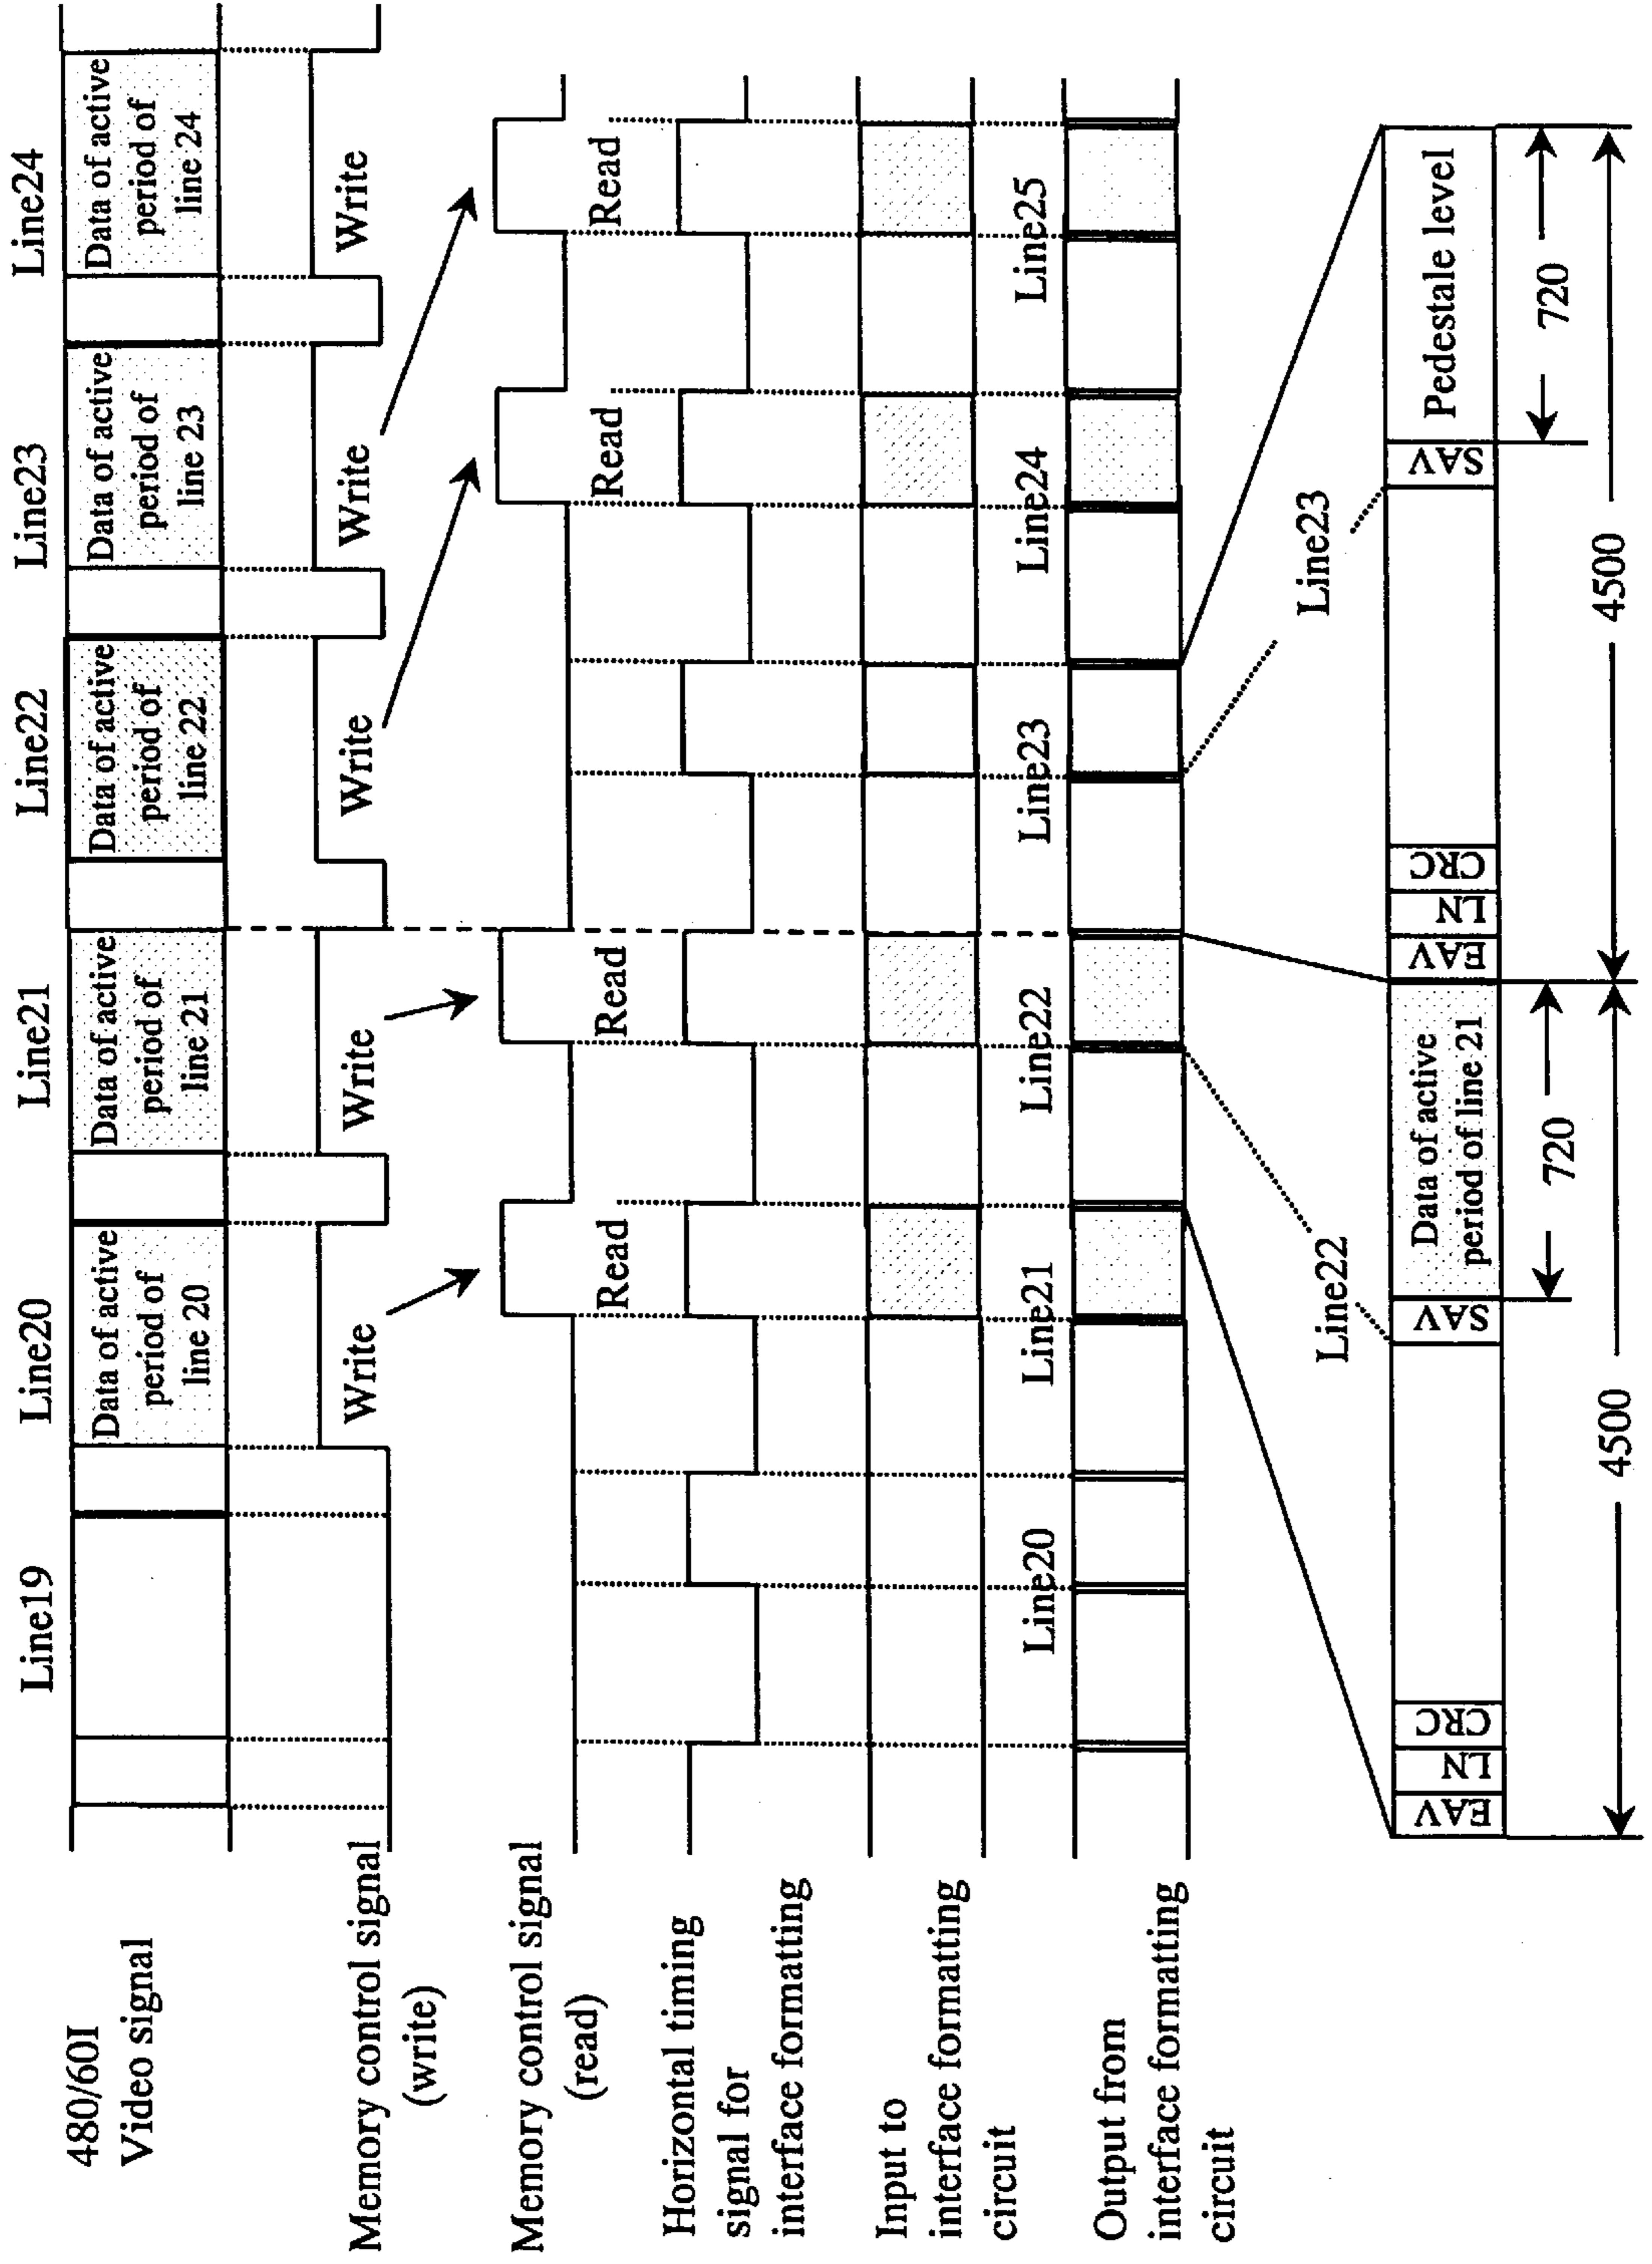 Line19
Line20
Line21
Line22
Line23
Line24
480/60I
Video signal
Data of active
period of
line 20
Data of active
period of
line 21
Data of active
period of
line 22
Data of active
period of
line 23
Data of active
period of
line 24
Memory control signal
(write)
Write
Write
Write
Write
Write
Memory control signal
(read)
Read
Read
Read
Read
Horizontal timing
signal for
interface formatting
Input to
interface formatting
circuit
Line20
Line21
Line22
Line23
Line24
Line25
Output from
interface formatting
circuit
Line22
Line23
EAV
LN
CRC
SAV
Data of active
period of line 21
EAV
LN
CRC
SAV
Pedestale level
720
720
4500
4500